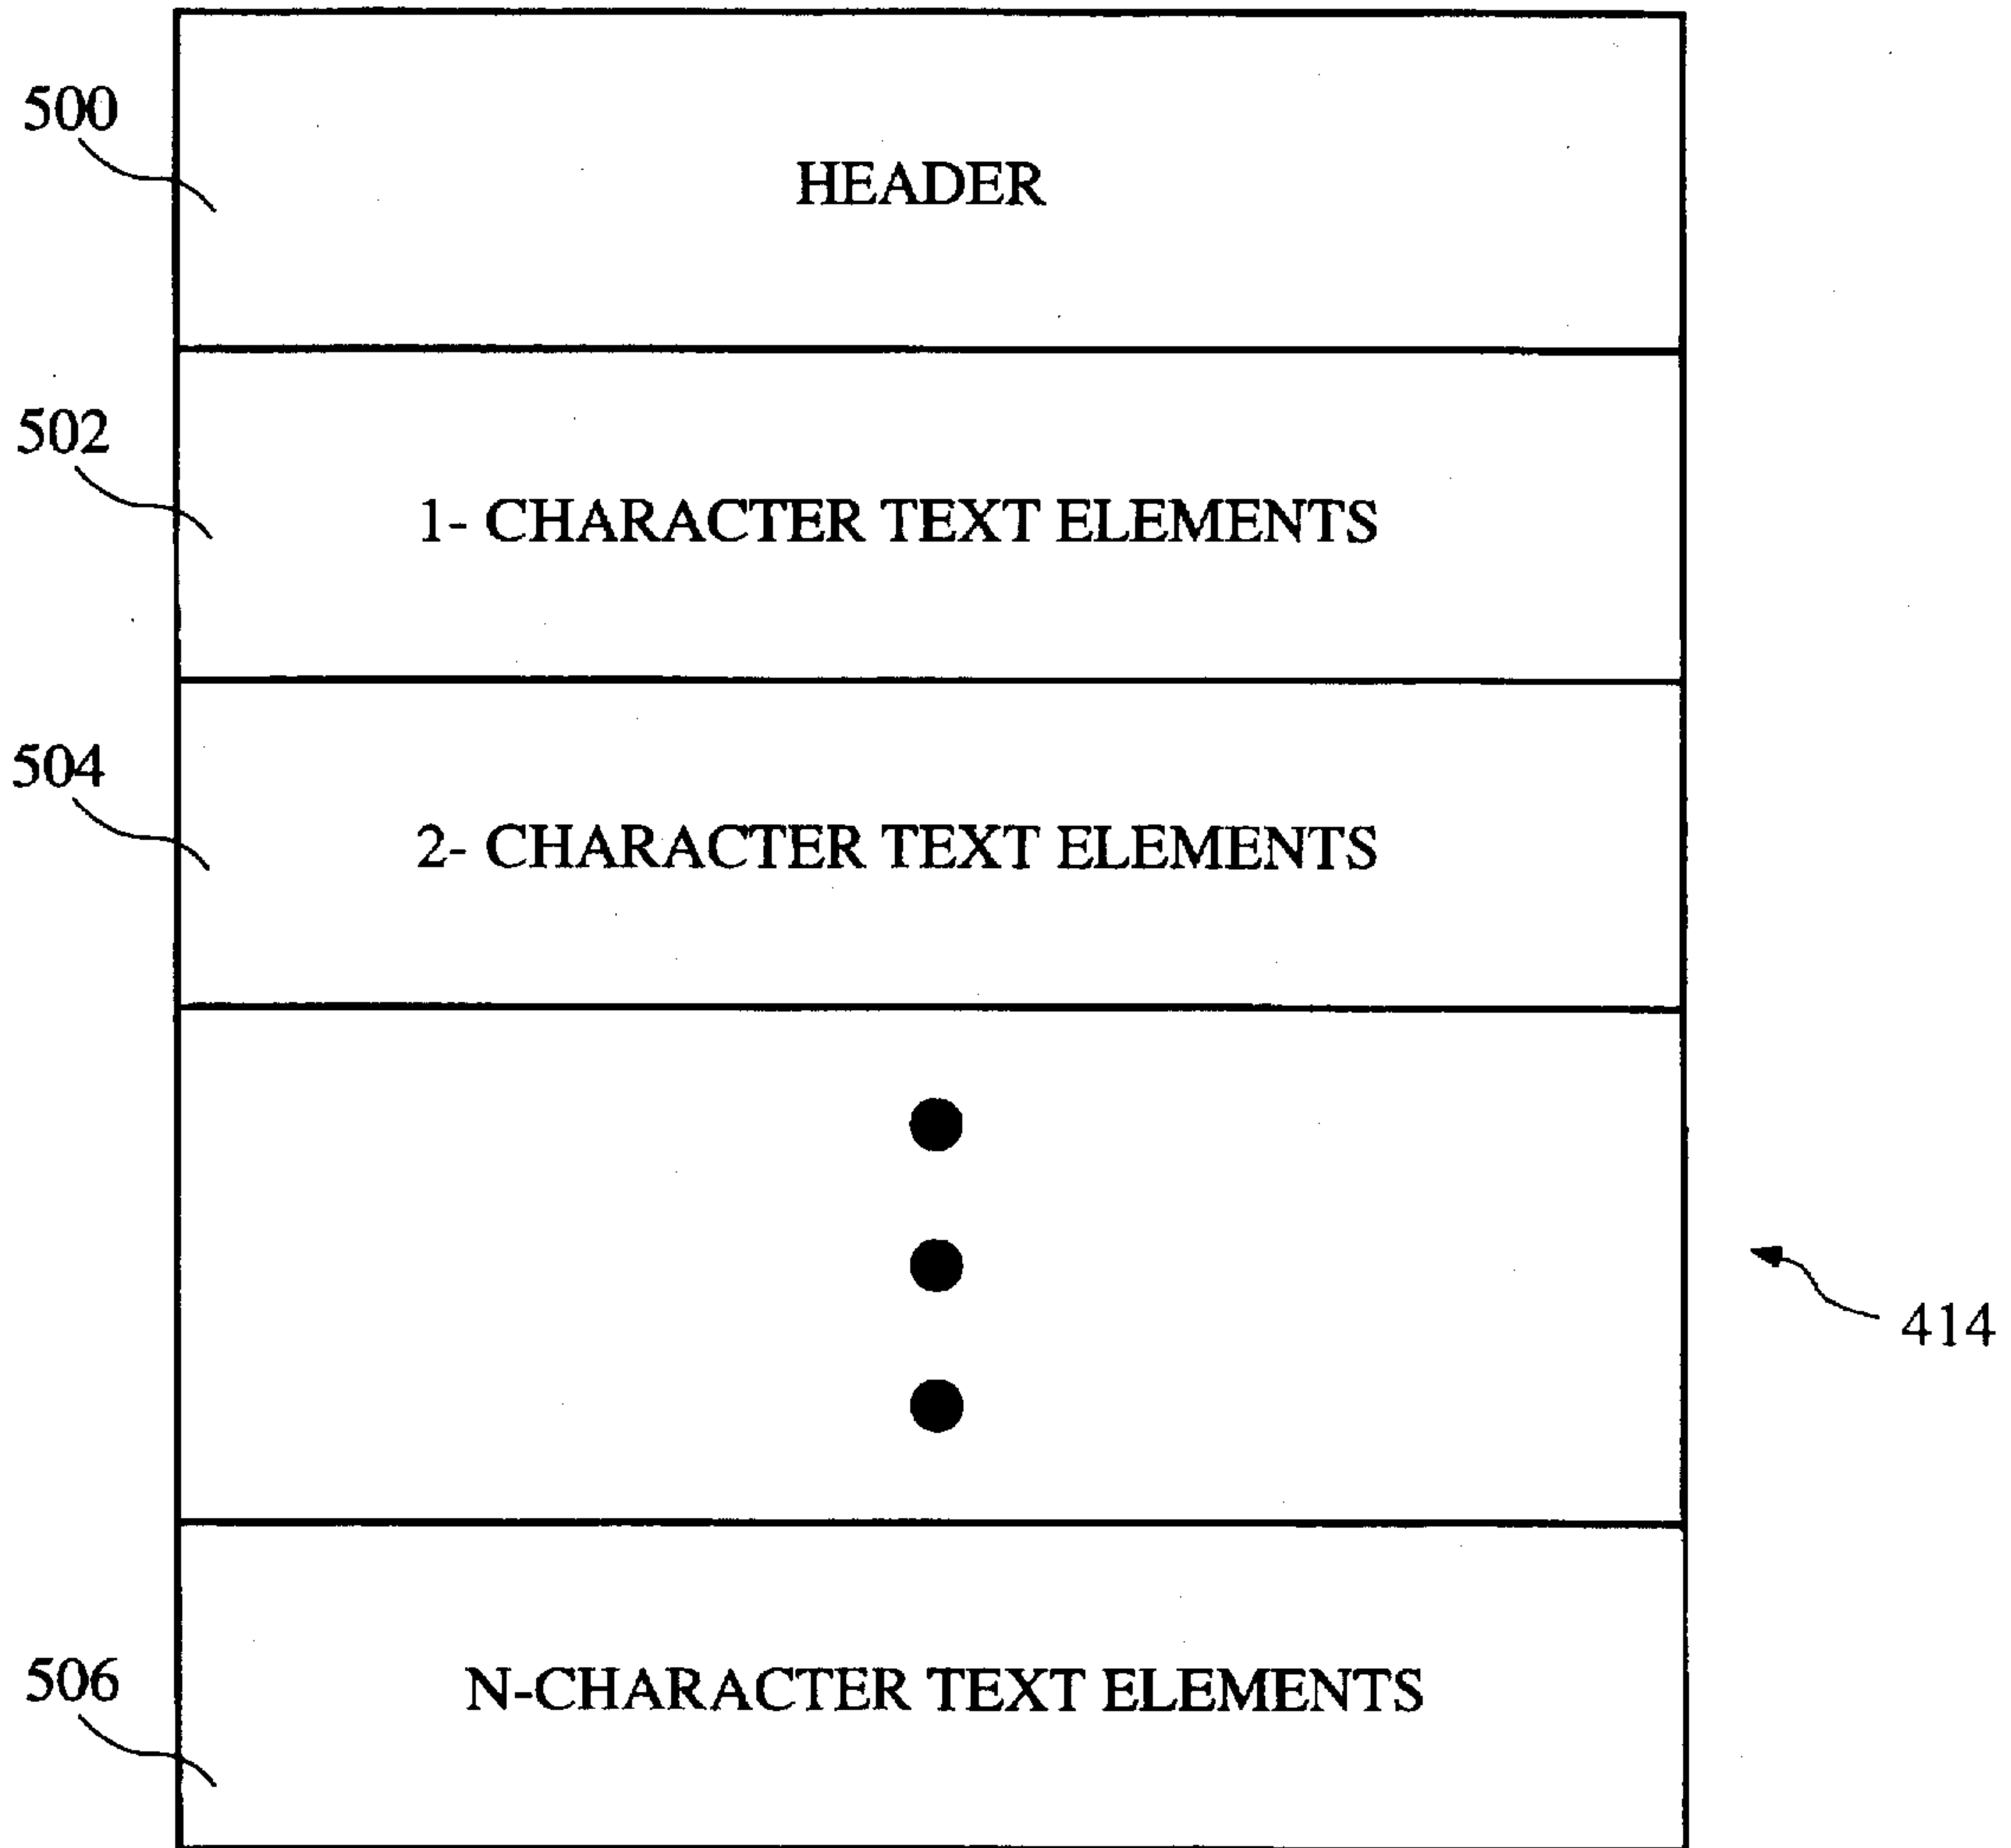 500
HEADER
502
1- CHARACTER TEXT ELEMENTS
504
2- CHARACTER TEXT ELEMENTS
414
506
N-CHARACTER TEXT ELEMENTS